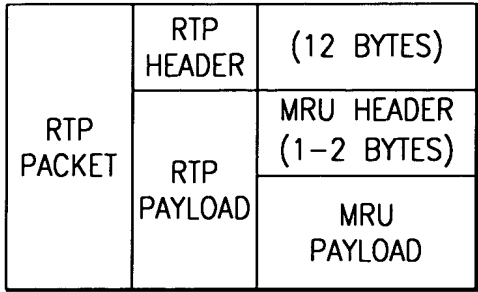 RTP
PACKET
RTP
HEADER
(12 BYTES)
RTP
PAYLOAD
MRU HEADER
(1-2 BYTES)
MRU
PAYLOAD